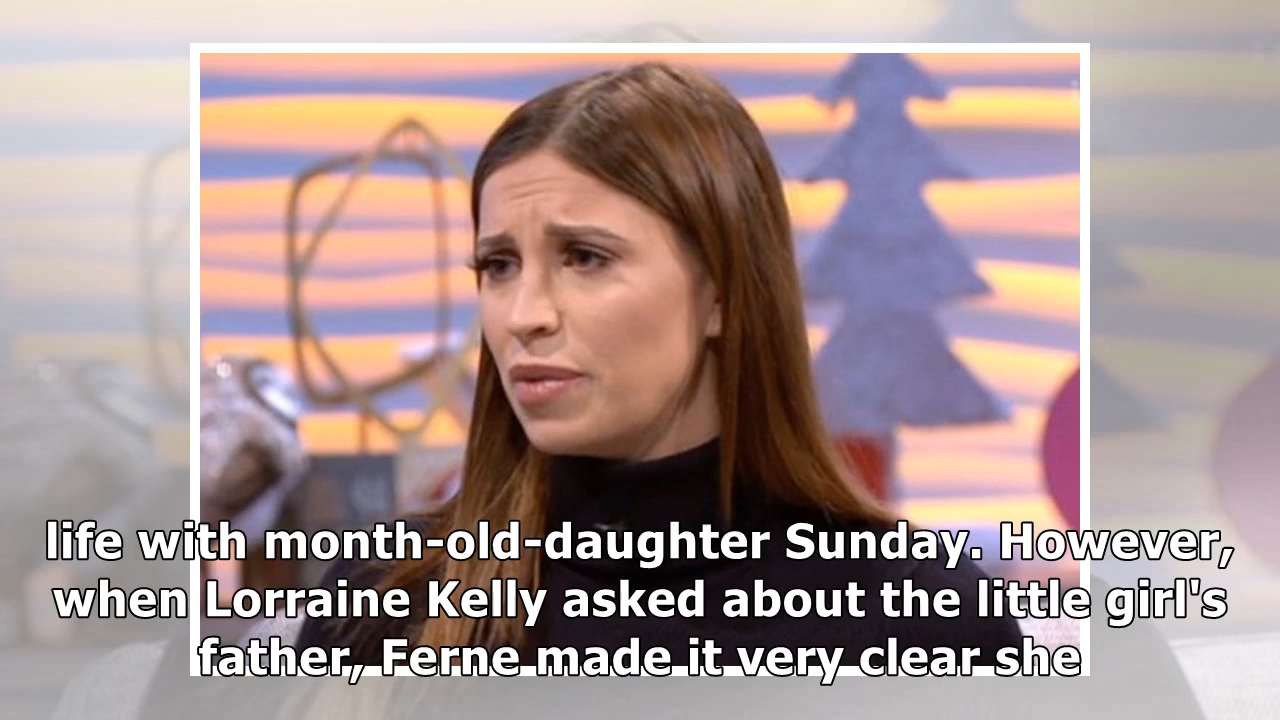 life with month-old-daughter Sunday. However,
when Lorraine Kelly asked about the little girl's
father, Ferne made it very clear she